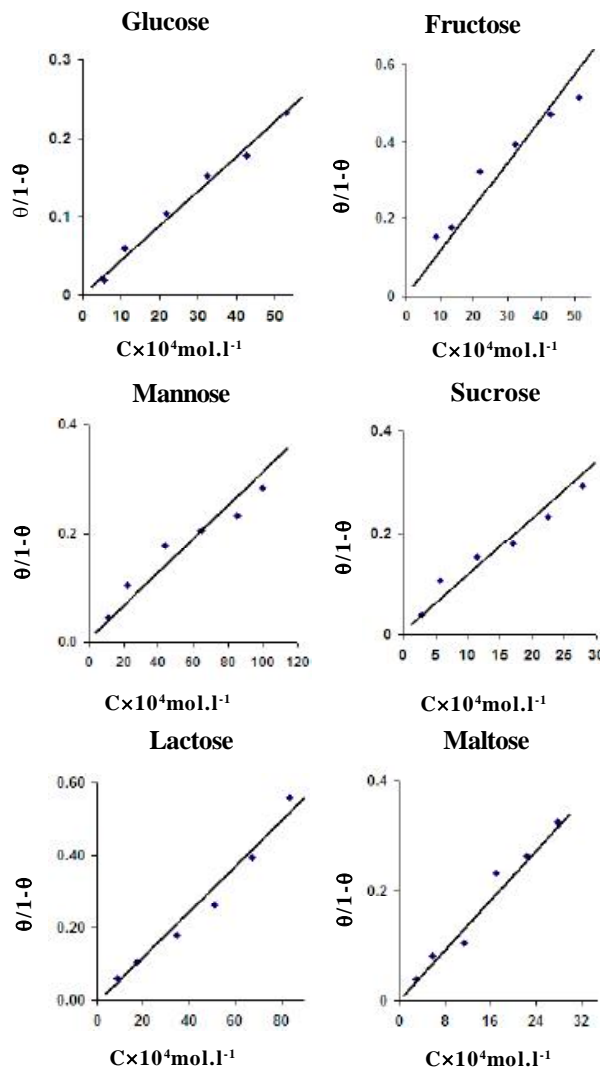 Glucose
0.3
0.2
0.1
0
0 10 20 30 40 50
θ/1-θ
C×10⁴mol.l⁻¹
Fructose
0.6
0.4
0.2
0
0 10 20 30 40 50
θ/1-θ
C×10⁴mol.l⁻¹
Mannose
0.4
0.2
0.0
0 20 40 60 80 100 120
θ/1-θ
C×10⁴mol.l⁻¹
Sucrose
0.4
0.2
0
0 5 10 15 20 25 30
θ/1-θ
C×10⁴mol.l⁻¹
Lactose
0.60
0.40
0.20
0.00
0 20 40 60 80
θ/1-θ
C×10⁴mol.l⁻¹
Maltose
0.4
0.2
0
0 8 16 24 32
θ/1-θ
C×10⁴mol.l⁻¹